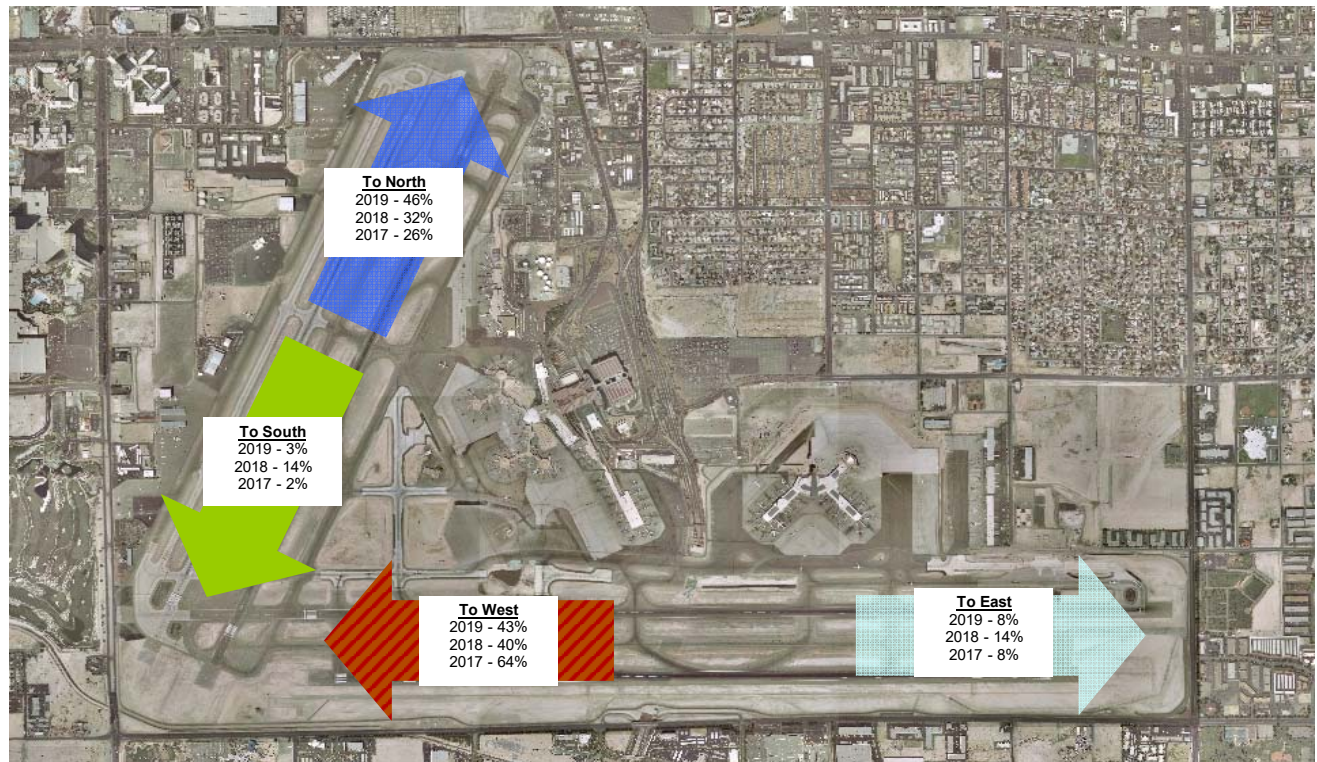 To North
2019 - 46%
2018 - 32%
2017 - 26%
To South
2019 - 3%
2018 - 14%
2017 - 2%
To West
2019 - 43%
2018 - 40%
2017 - 64%
To East
2019 - 8%
2018 - 14%
2017 - 8%